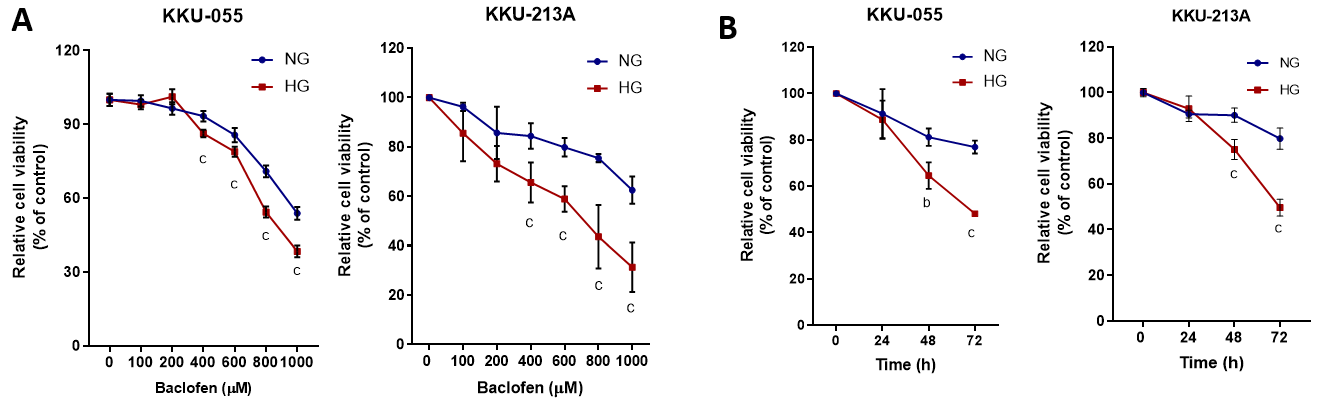 A
KKU-055
NG
HG
120
90
60
30
0
Relative cell viability
(% of control)
c
c
c
c
0 100 200 400 600 800 1000
Baclofen (µM)
KKU-213A
NG
HG
120
100
80
60
40
20
0
Relative cell viability
(% of control)
c
c
c
c
0 100 200 400 600 800 1000
Baclofen (µM)
B
KKU-055
NG
HG
120
100
80
60
40
20
0
Relative cell viability
(% of control)
b
c
0 24 48 72
Time (h)
KKU-213A
NG
HG
120
100
80
60
40
20
0
Relative cell viability
(% of control)
c
c
0 24 48 72
Time (h)